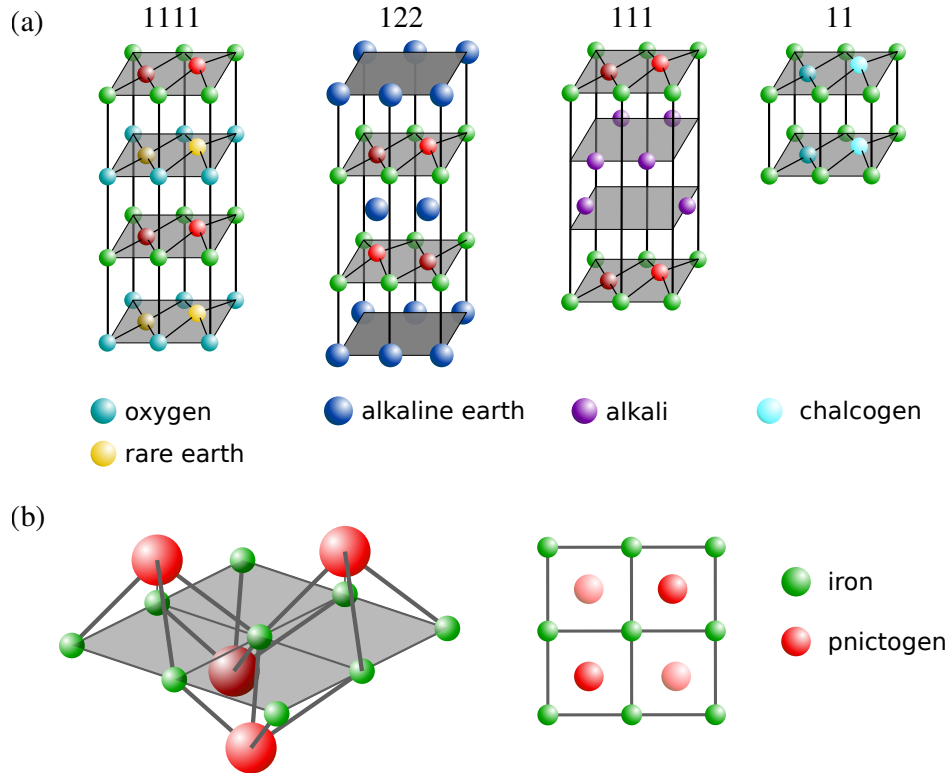 (a)
1111 122 111 11
oxygen alkaline earth alkali chalcogen
rare earth
(b)
iron
pnictogen